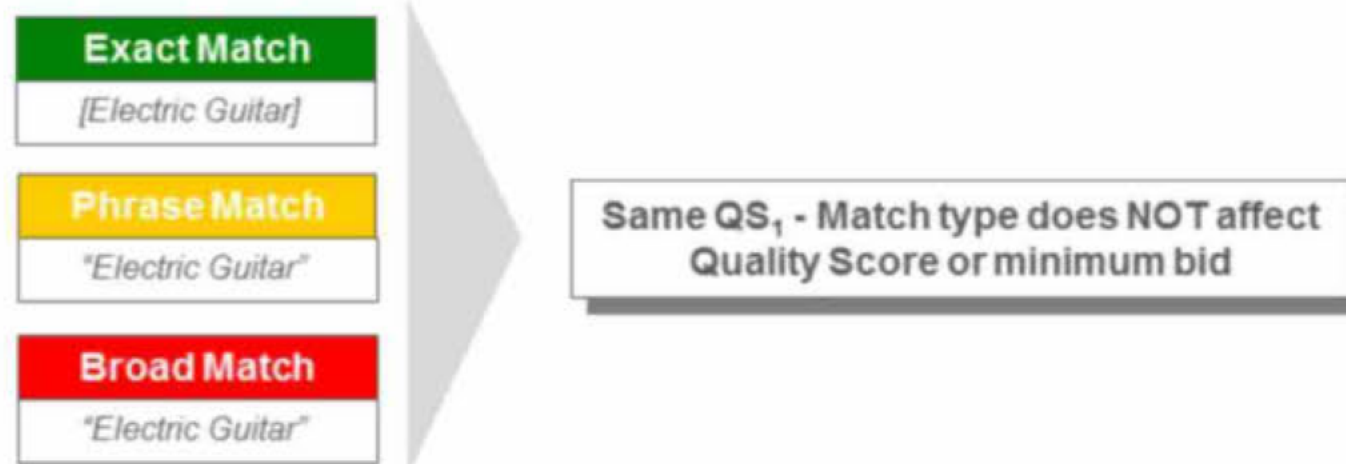 Exact Match
[Electric Guitar]
Phrase Match
"Electric Guitar"
Broad Match
"Electric Guitar"
Same QS₁ - Match type does NOT affect
Quality Score or minimum bid